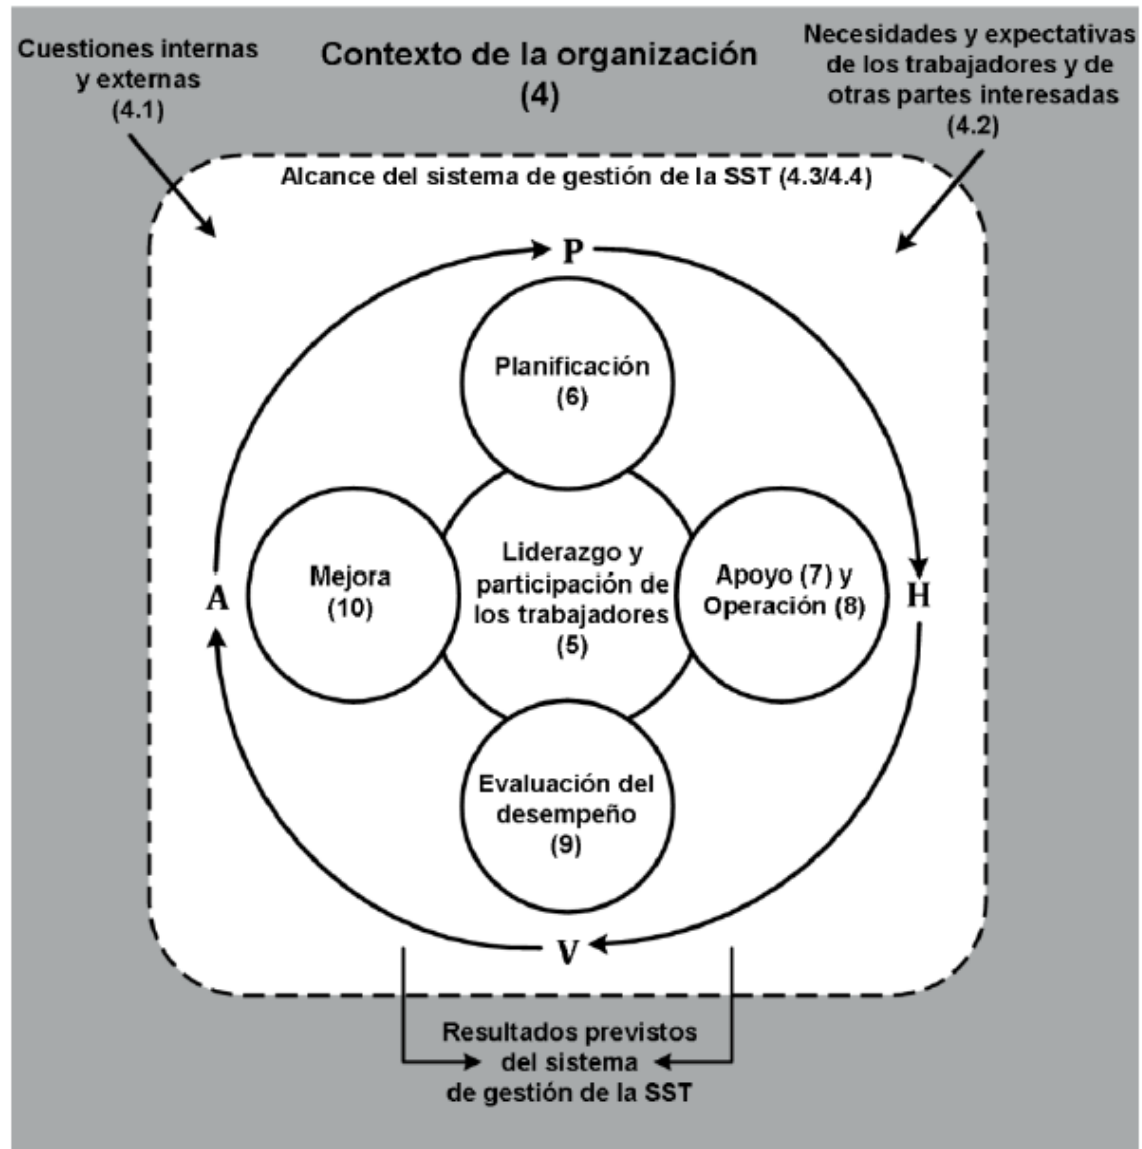 Cuestiones internas
y externas
(4.1)
Contexto de la organización
(4)
Necesidades y expectativas
de los trabajadores y de
otras partes interesadas
(4.2)
Alcance del sistema de gestión de la SST (4.3/4.4)
P
Planificación
(6)
A
Mejora
(10)
Liderazgo y
participación de
los trabajadores
(5)
Apoyo (7) y
Operación (8)
H
Evaluación del
desempeño
(9)
V
Resultados previstos
del sistema
de gestión de la SST